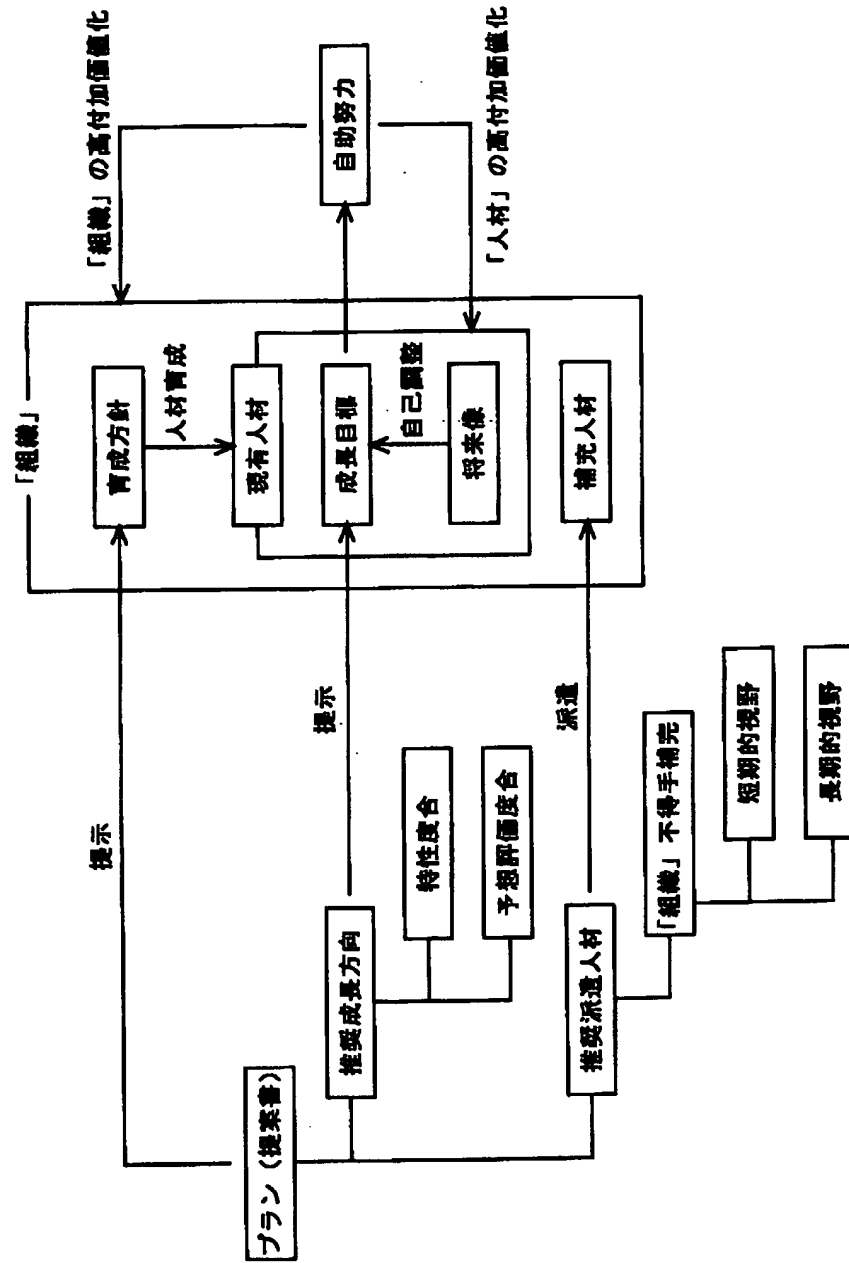 プラン（提案書）
提示
推奨成長方向
特性度合
予想評価度合
提示
推奨派遣人材
「組織」不得手補完
短期的視野
長期的視野
派遣
「組織」
育成方針
人材育成
現有人材
成長目標
自己調整
将来像
補充人材
自助努力
「組織」の高付加価値化
「人材」の高付加価値化